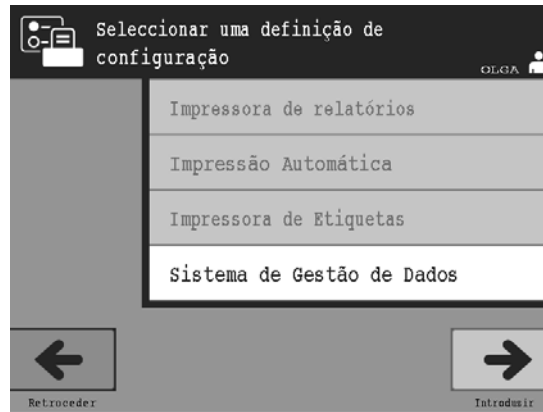 Seleccionar uma definição de
configuração
OLGA
Impressora de relatórios
Impressão Automática
Impressora de Etiquetas
Sistema de Gestão de Dados
Retroceder
Introdusir